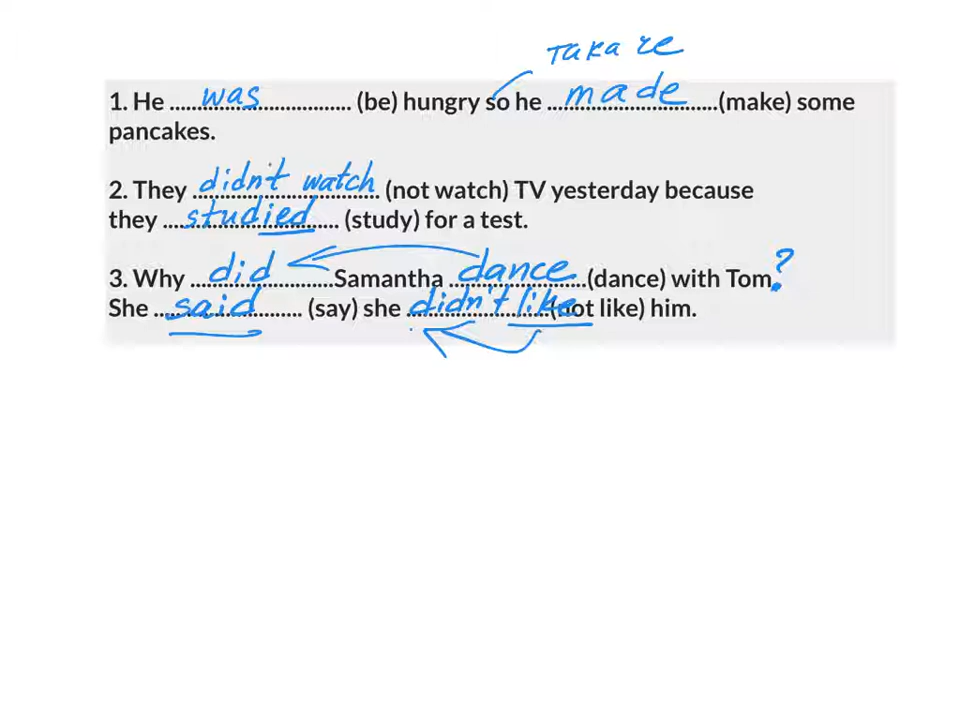 така че
1. He ...was... (be) hungry so he ...made...(make) some
pancakes.
2. They ...didn't watch... (not watch) TV yesterday because
they ...studied... (study) for a test.
3. Why ...did...Samantha ...dance...(dance) with Tom?
She ...said... (say) she ...didn't like...(not like) him.